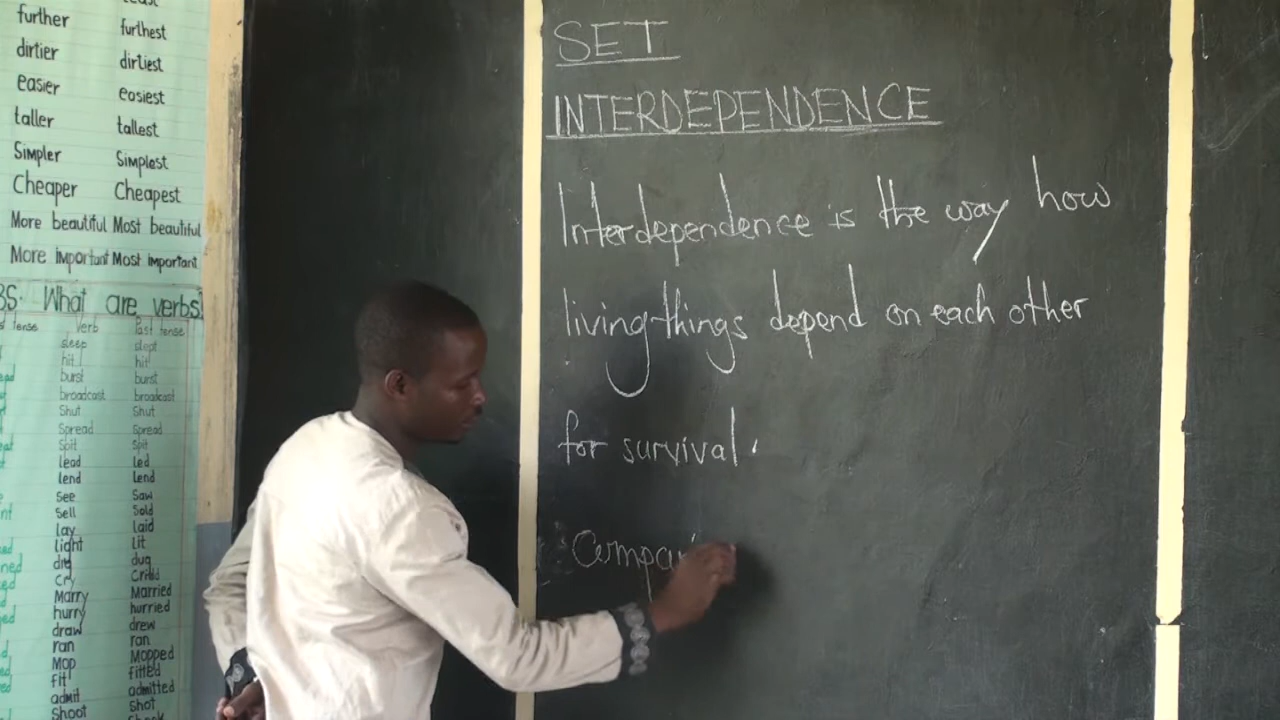 further furthest
dirtier dirtiest
easier easiest
taller tallest
Simpler Simplest
Cheaper Cheapest
More beautiful Most beautiful
More important Most important
What are verbs
tense Verb Past tense
sleep slept
hit hit
burst burst
broadcast broadcast
Shut Shut
Spread Spread
Spit Spit
lead Led
lend Lend
see Saw
sell Sold
lay laid
light Lit
dig dug
cry Cried
Marry Married
hurry hurried
draw drew
ran ran
Mop Mopped
fit fitted
admit admitted
Shoot Shot
SET
INTERDEPENDENCE
Interdependence is the way how
living things depend on each other
for survival.